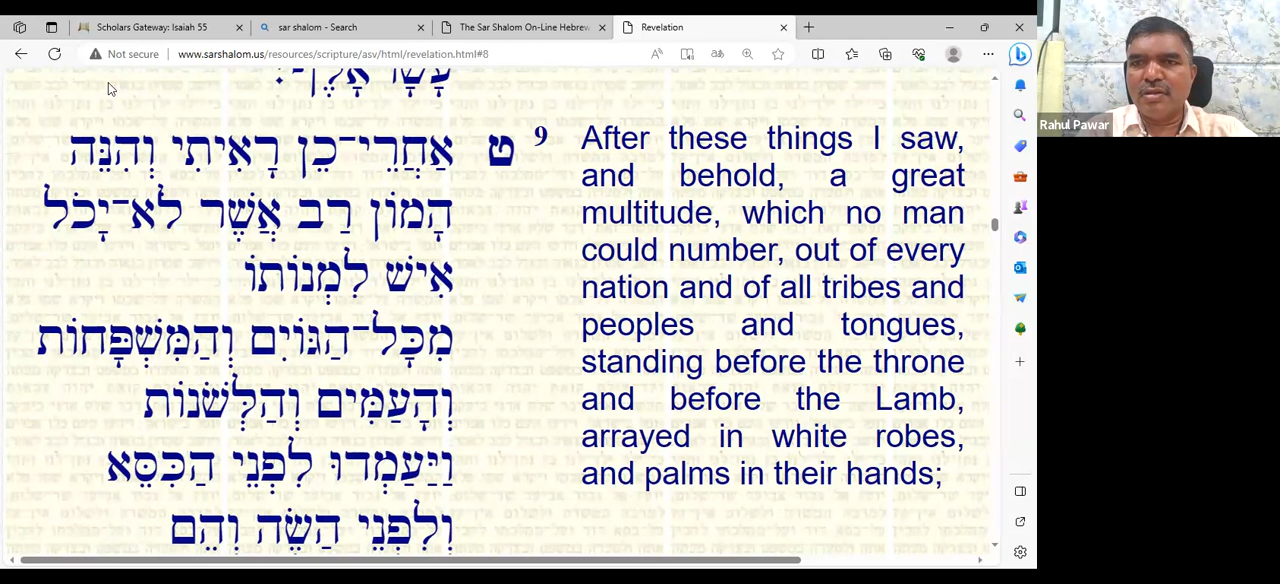 Scholars Gateway: Isaiah 55
sar shalom - Search
The Sar Shalom On-Line Hebrew
Revelation
Not secure
www.sarshalom.us/resources/scripture/asv/html/revelation.html#8
Rahul Pawar
עָשָׂר אָלֶף׃
ט אַחֲרֵי־כֵן רָאִיתִי וְהִנֵּה
הָמוֹן רַב אֲשֶׁר לֹא־יָכֹל
אִישׁ לִמְנוֹתוֹ
מִכָּל־הַגּוֹיִם וְהַמִּשְׁפָּחוֹת
וְהָעַמִּים וְהַלְּשֹׁנוֹת
וַיַּעַמְדוּ לִפְנֵי הַכִּסֵּא
וְלִפְנֵי הַשֶּׂה וְהֵם
9 After these things I saw,
and behold, a great
multitude, which no man
could number, out of every
nation and of all tribes and
peoples and tongues,
standing before the throne
and before the Lamb,
arrayed in white robes,
and palms in their hands;